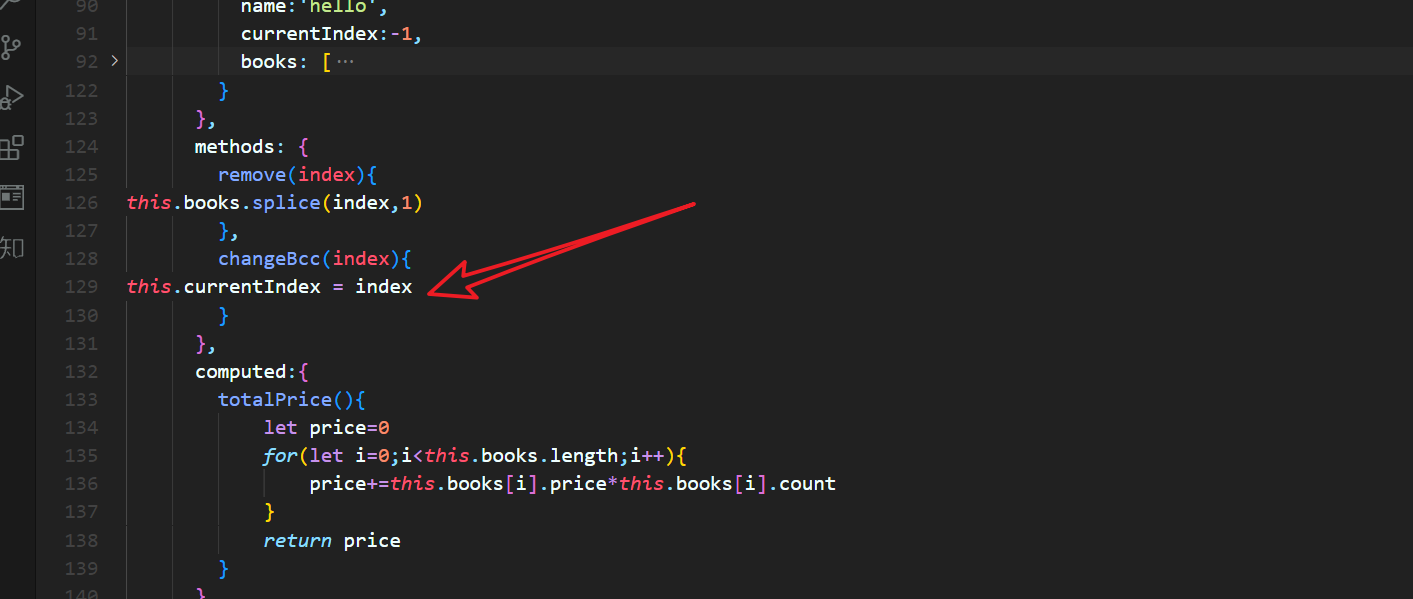 90 name:'hello',
91 currentIndex:-1,
92 books: [···
122 }
123 },
124 methods: {
125 remove(index){
126 this.books.splice(index,1)
127 },
128 changeBcc(index){
129 this.currentIndex = index
130 }
131 },
132 computed:{
133 totalPrice(){
134 let price=0
135 for(let i=0;i<this.books.length;i++){
136 price+=this.books[i].price*this.books[i].count
137 }
138 return price
139 }
140 }
知